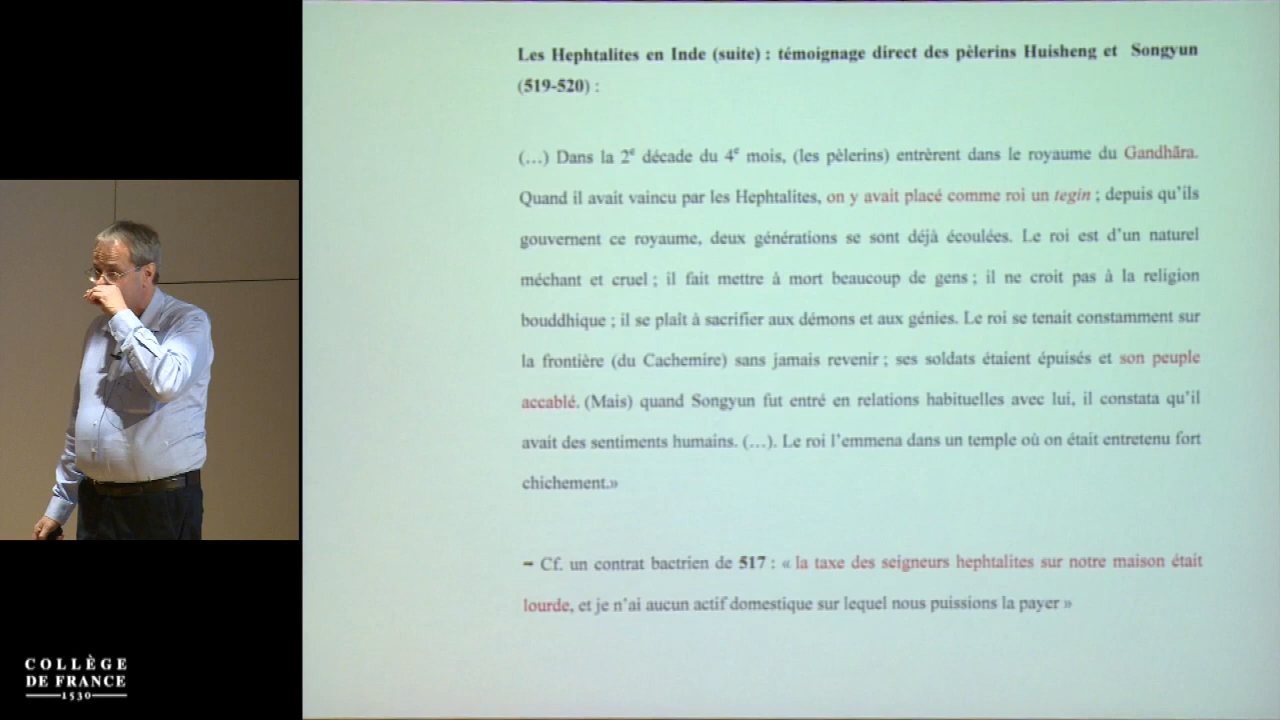 Les Hephtalites en Inde (suite) : témoignage direct des pèlerins Huisheng et Songyun
(519-520) :
(…) Dans la 2e décade du 4e mois, (les pèlerins) entrèrent dans le royaume du Gandhâra.
Quand il avait vaincu par les Hephtalites, on y avait placé comme roi un tegin ; depuis qu’ils
gouvernent ce royaume, deux générations se sont déjà écoulées. Le roi est d’un naturel
méchant et cruel ; il fait mettre à mort beaucoup de gens ; il ne croit pas à la religion
bouddhique ; il se plaît à sacrifier aux démons et aux génies. Le roi se tenait constamment sur
la frontière (du Cachemire) sans jamais revenir ; ses soldats étaient épuisés et son peuple
accablé. (Mais) quand Songyun fut entré en relations habituelles avec lui, il constata qu’il
avait des sentiments humains. (…). Le roi l’emmena dans un temple où on était entretenu fort
chichement.»
– Cf. un contrat bactrien de 517 : « la taxe des seigneurs hephtalites sur notre maison était
lourde, et je n’ai aucun actif domestique sur lequel nous puissions la payer »
COLLÈGE
DE FRANCE
1530